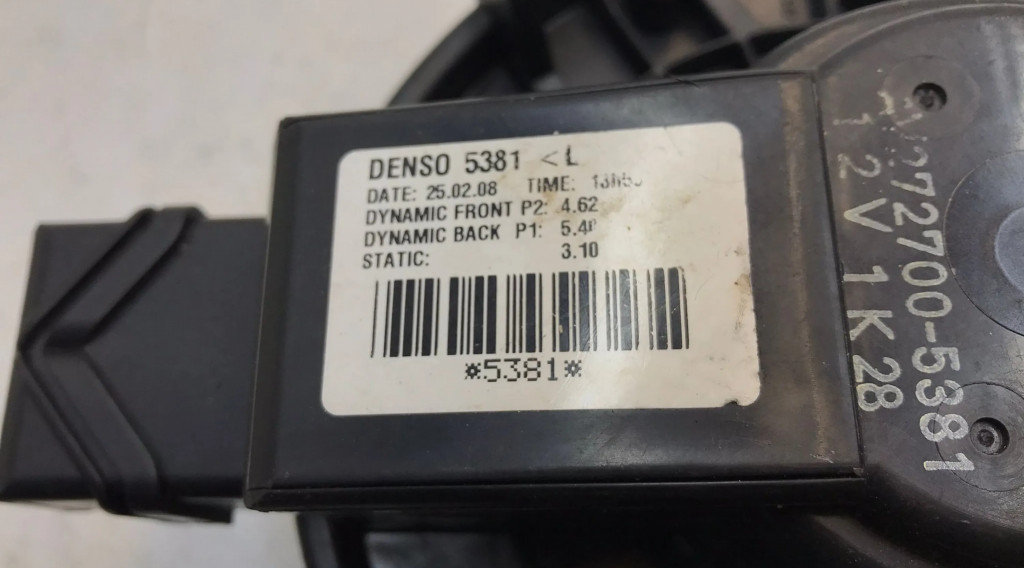 DENSO 5381 <L
DATE: 25.02.08 TIME:
DYNAMIC FRONT P2: 4.62
DYNAMIC BACK P1:
STATIC: 3.10
*5381*
272700-5381
12V 1K28